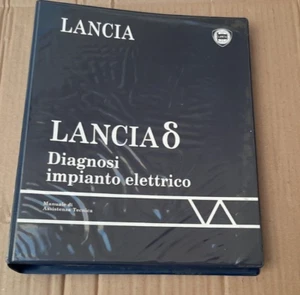 LANCIA
LANCIA δ
Diagnosi
impianto elettrico
Manuale di
Assistenza Tecnica